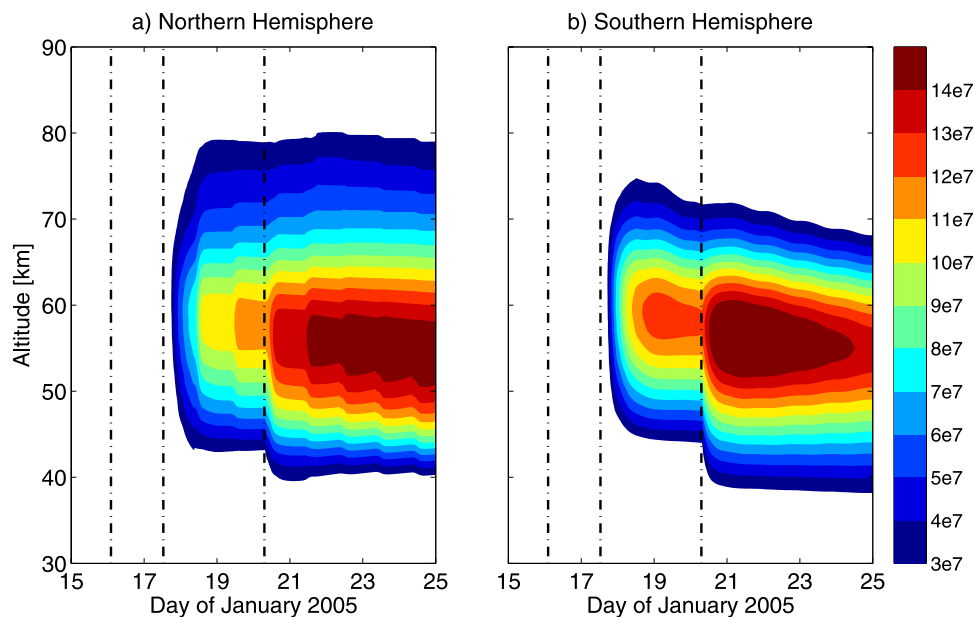 a) Northern Hemisphere
b) Southern Hemisphere
Altitude [km]
90
80
70
60
50
40
30
15
17
19
21
23
25
15
17
19
21
23
25
Day of January 2005
Day of January 2005
14e7
13e7
12e7
11e7
10e7
9e7
8e7
7e7
6e7
5e7
4e7
3e7